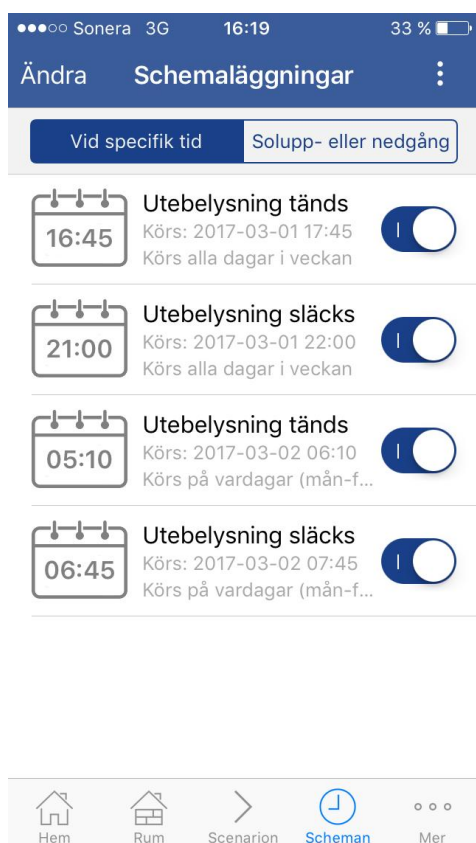 Sonera 3G 16:19 33 %
Ändra Schemaläggningar
Vid specifik tid Solupp- eller nedgång
16:45
Utebelysning tänds
Körs: 2017-03-01 17:45
Körs alla dagar i veckan
21:00
Utebelysning släcks
Körs: 2017-03-01 22:00
Körs alla dagar i veckan
05:10
Utebelysning tänds
Körs: 2017-03-02 06:10
Körs på vardagar (mån-f...
06:45
Utebelysning släcks
Körs: 2017-03-02 07:45
Körs på vardagar (mån-f...
Hem Rum Scenarion Scheman Mer